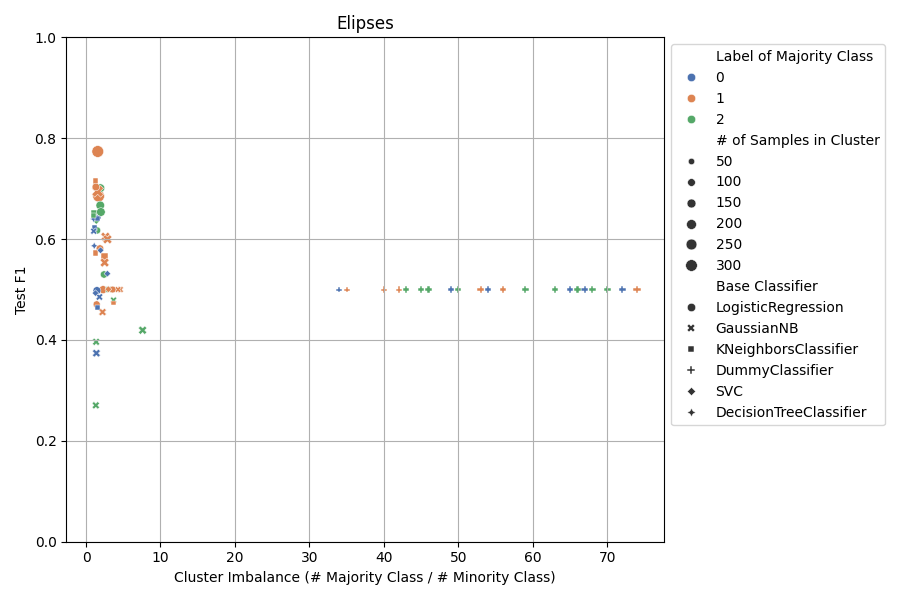 Elipses
1.0
0.8
0.6
0.4
0.2
0.0
Test F1
0 10 20 30 40 50 60 70
Cluster Imbalance (# Majority Class / # Minority Class)
Label of Majority Class
0
1
2
# of Samples in Cluster
50
100
150
200
250
300
Base Classifier
LogisticRegression
GaussianNB
KNeighborsClassifier
DummyClassifier
SVC
DecisionTreeClassifier